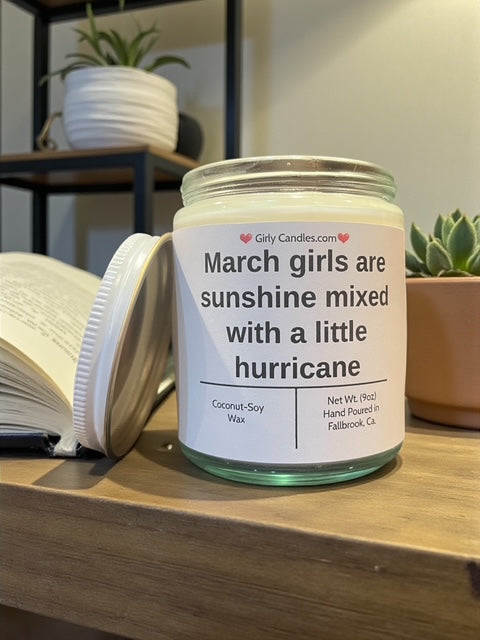 ❤ Girly Candles.com❤
March girls are
sunshine mixed
with a little
hurricane
Coconut-Soy
Wax
Net Wt. (9oz)
Hand Poured in
Fallbrook, Ca.